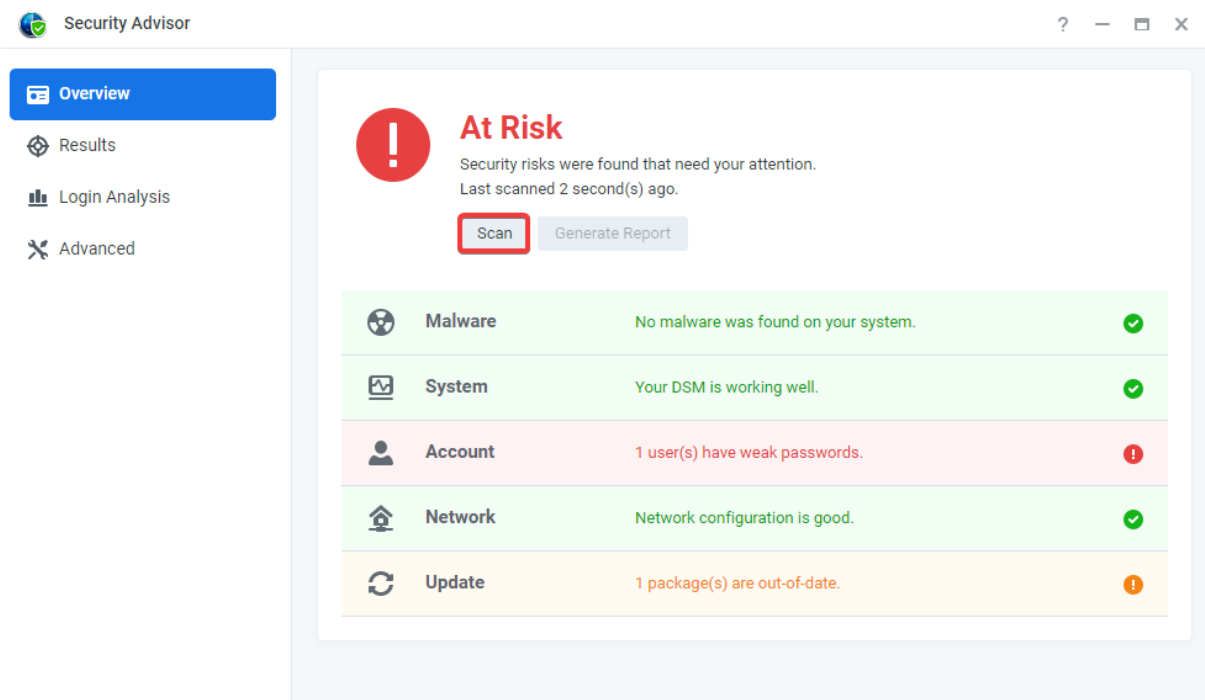 Security Advisor
?
Overview
Results
Login Analysis
Advanced
At Risk
Security risks were found that need your attention.
Last scanned 2 second(s) ago.
Scan Generate Report
Malware No malware was found on your system.
System Your DSM is working well.
Account 1 user(s) have weak passwords.
Network Network configuration is good.
Update 1 package(s) are out-of-date.